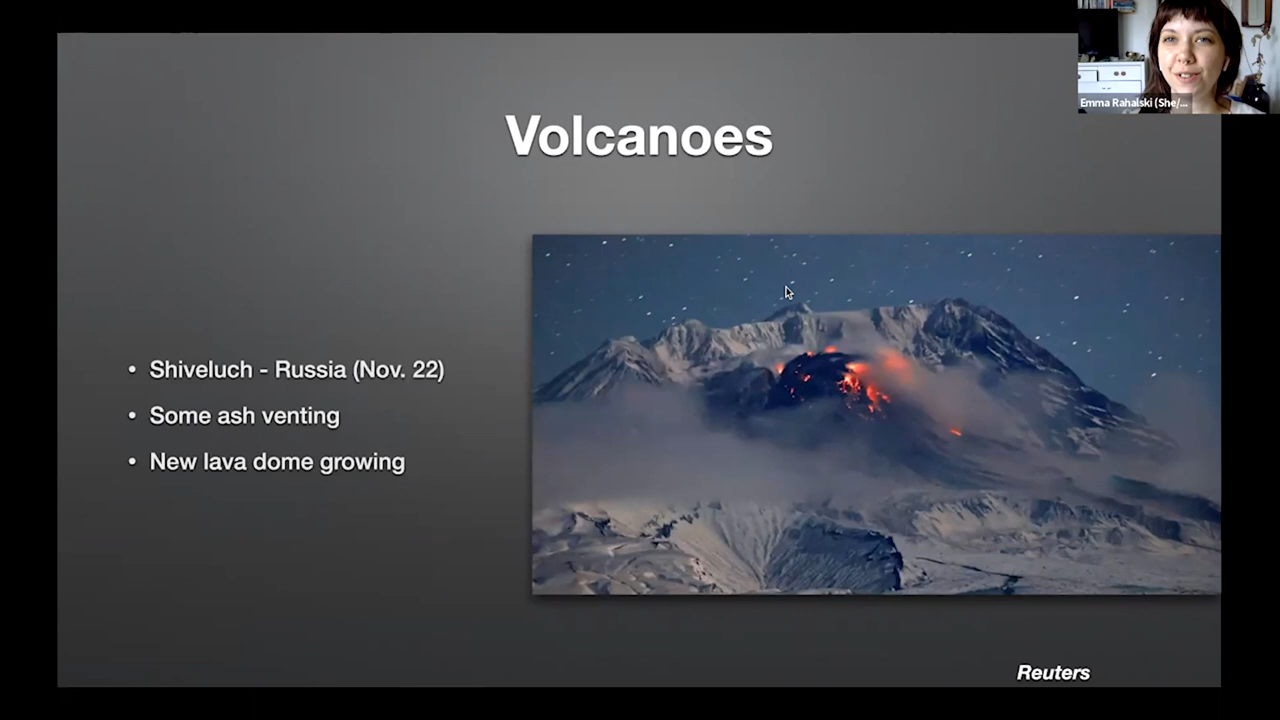 Emma Rahalski (She/...
Volcanoes
• Shiveluch - Russia (Nov. 22)
• Some ash venting
• New lava dome growing
Reuters